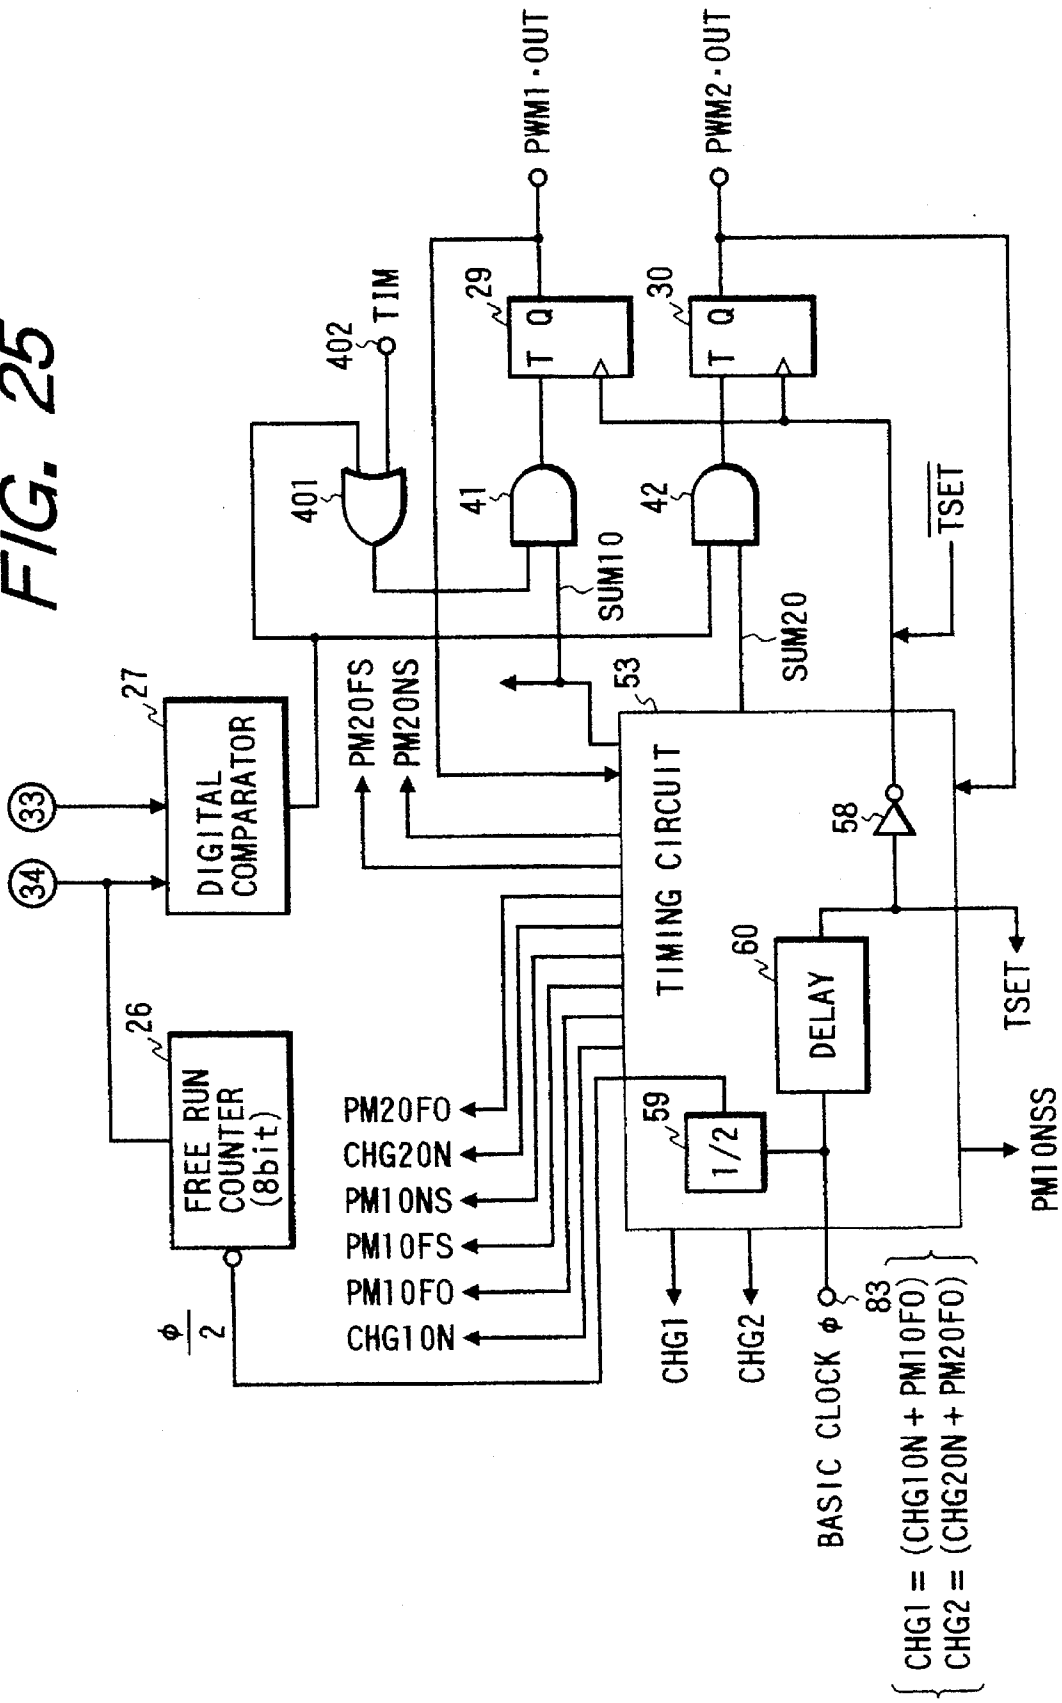 FIG. 25
33
34
27
DIGITAL
COMPARATOR
26
FREE RUN
COUNTER
(8bit)
φ
2
401
402
TIM
41
42
29
T Q
30
T Q
PWM1·OUT
PWM2·OUT
SUM10
SUM20
TSET
PM20FS
PM20NS
53
TIMING CIRCUIT
PM20FO
CHG20N
PM10NS
PM10FS
PM10FO
CHG10N
59
1/2
60
DELAY
58
TSET
PM10NSS
CHG1
CHG2
BASIC CLOCK φ
83
CHG1 = (CHG10N + PM10FO)
CHG2 = (CHG20N + PM20FO)